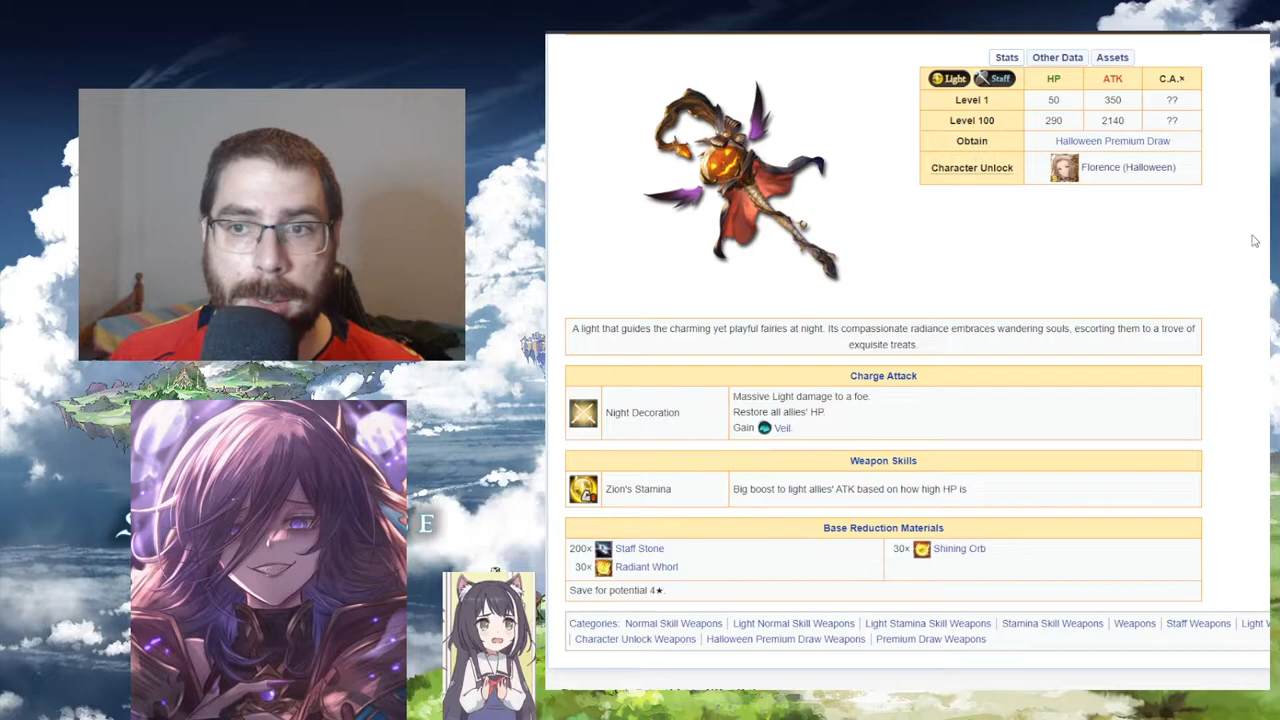 Stats Other Data Assets
Light Staff HP ATK C.A.×
Level 1 50 350 ??
Level 100 290 2140 ??
Obtain Halloween Premium Draw
Character Unlock Florence (Halloween)
A light that guides the charming yet playful fairies at night. Its compassionate radiance embraces wandering souls, escorting them to a trove of
exquisite treats.
Charge Attack
Night Decoration
Massive Light damage to a foe.
Restore all allies' HP.
Gain Veil.
Weapon Skills
Zion's Stamina Big boost to light allies' ATK based on how high HP is
Base Reduction Materials
200× Staff Stone 30× Shining Orb
30× Radiant Whorl
Save for potential 4★.
E
Categories: Normal Skill Weapons | Light Normal Skill Weapons | Light Stamina Skill Weapons | Stamina Skill Weapons | Weapons | Staff Weapons | Light W
| Character Unlock Weapons | Halloween Premium Draw Weapons | Premium Draw Weapons